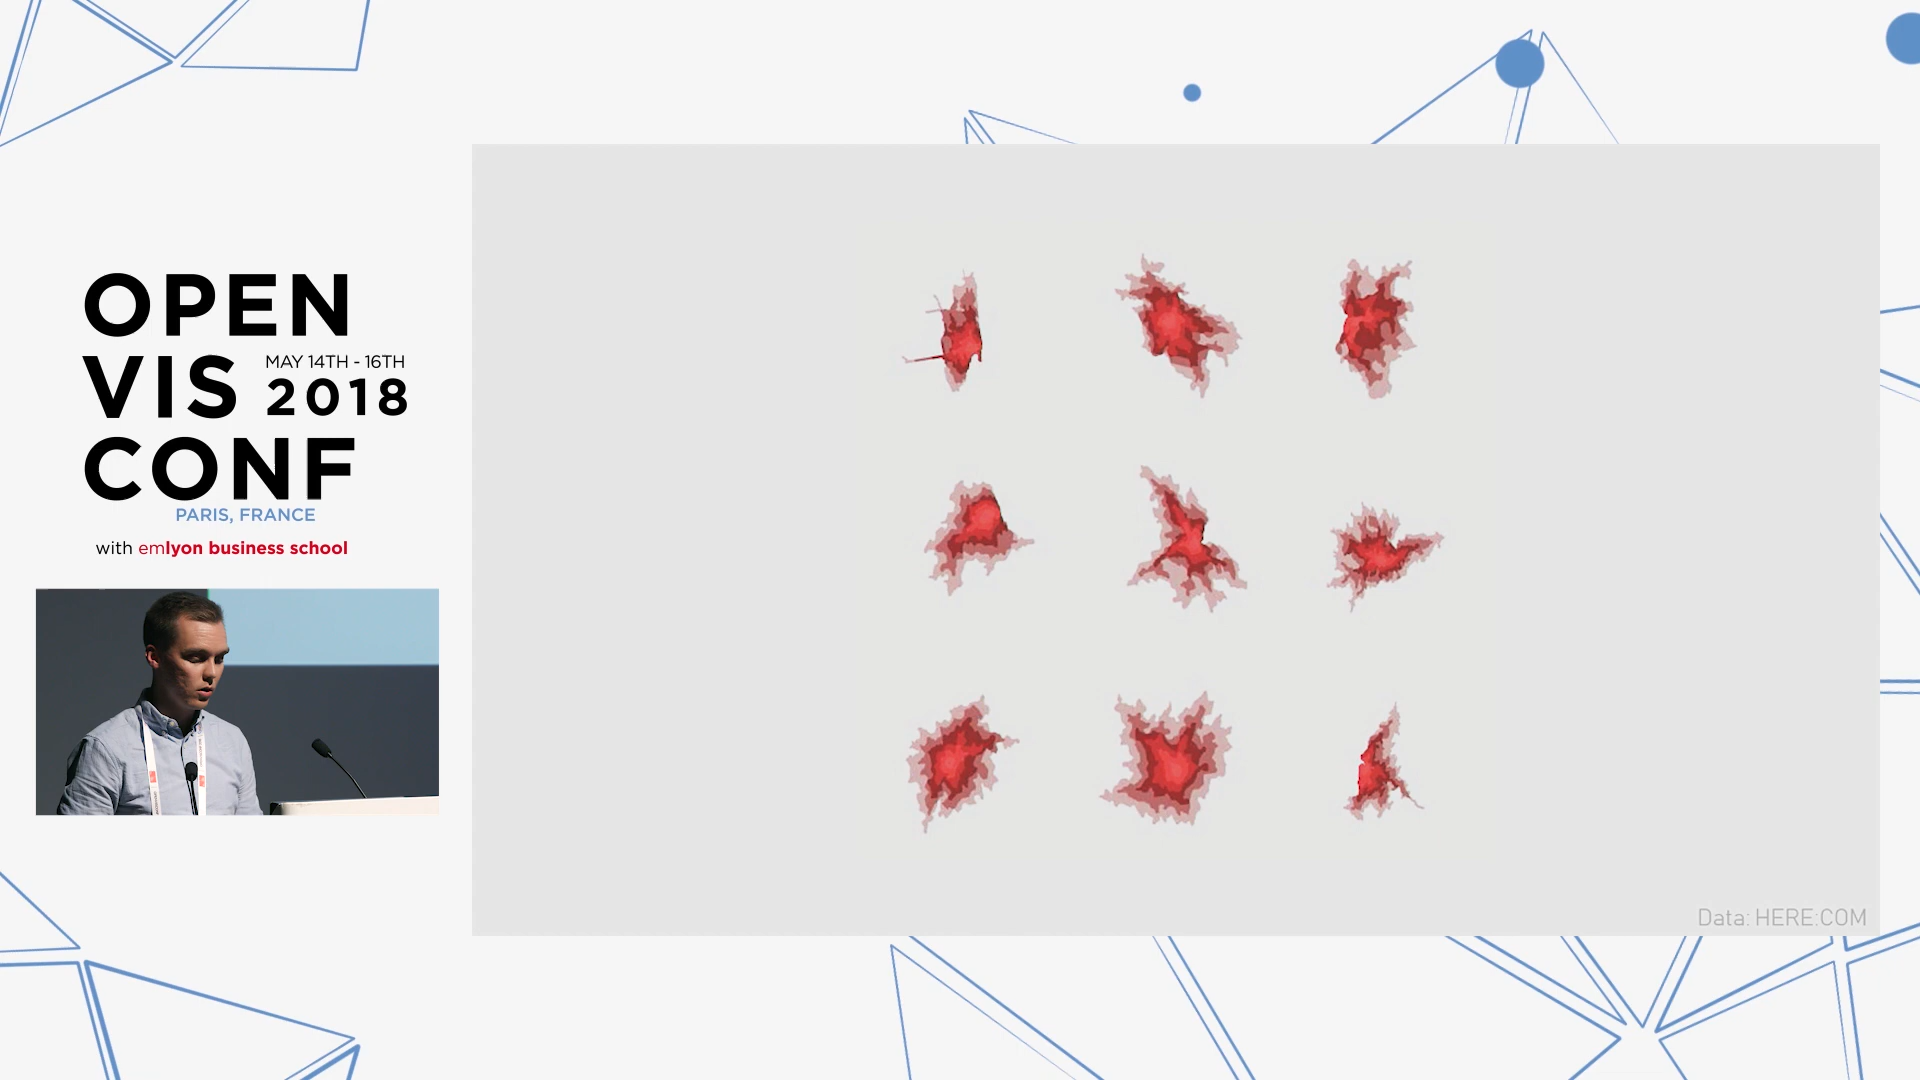 OPEN
VIS MAY 14TH - 16TH
2018
CONF
PARIS, FRANCE
with emlyon business school
Data: HERE.COM